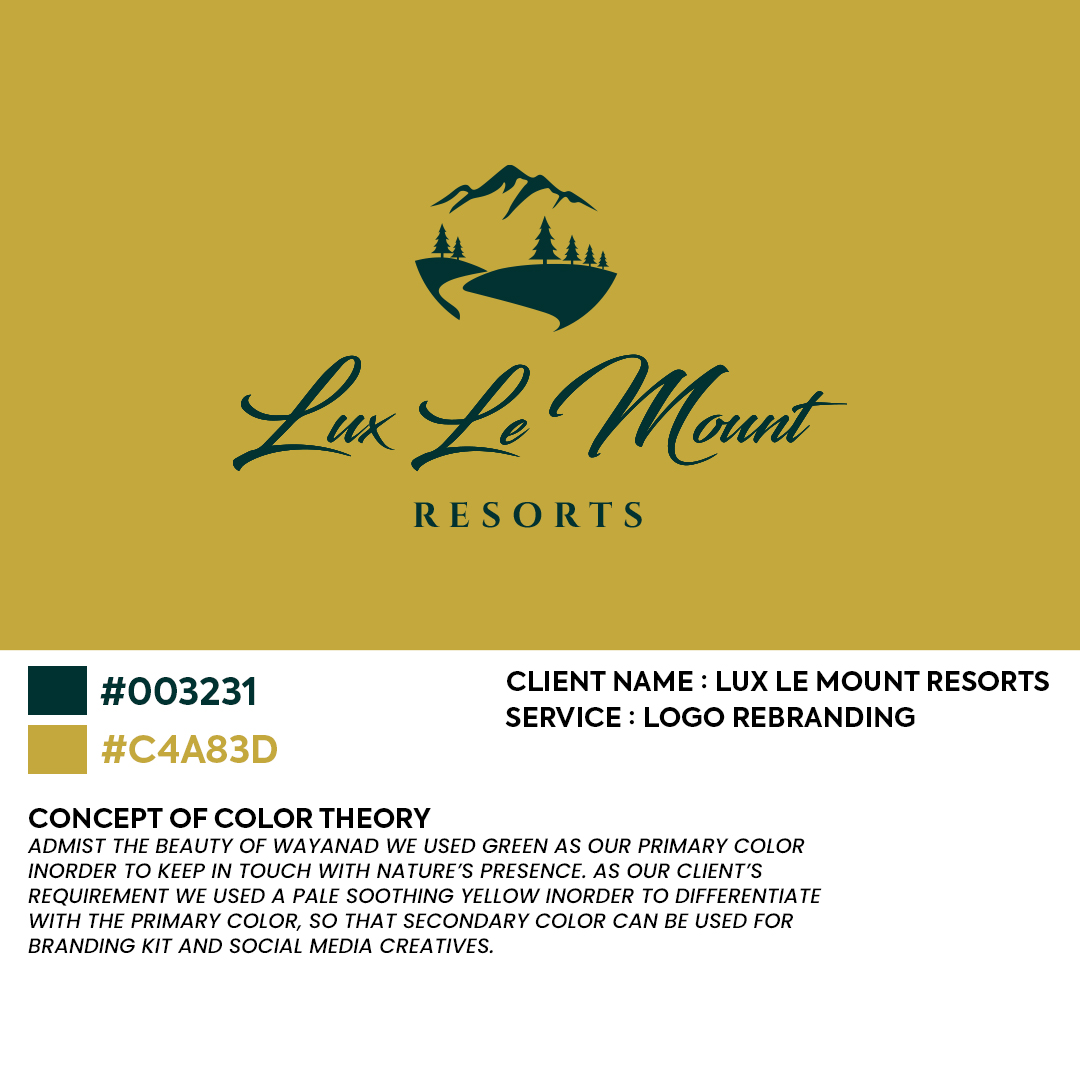 Lux Le Mount
RESORTS
#003231
#C4A83D
CLIENT NAME : LUX LE MOUNT RESORTS
SERVICE : LOGO REBRANDING
CONCEPT OF COLOR THEORY
ADMIST THE BEAUTY OF WAYANAD WE USED GREEN AS OUR PRIMARY COLOR
INORDER TO KEEP IN TOUCH WITH NATURE'S PRESENCE. AS OUR CLIENT'S
REQUIREMENT WE USED A PALE SOOTHING YELLOW INORDER TO DIFFERENTIATE
WITH THE PRIMARY COLOR, SO THAT SECONDARY COLOR CAN BE USED FOR
BRANDING KIT AND SOCIAL MEDIA CREATIVES.